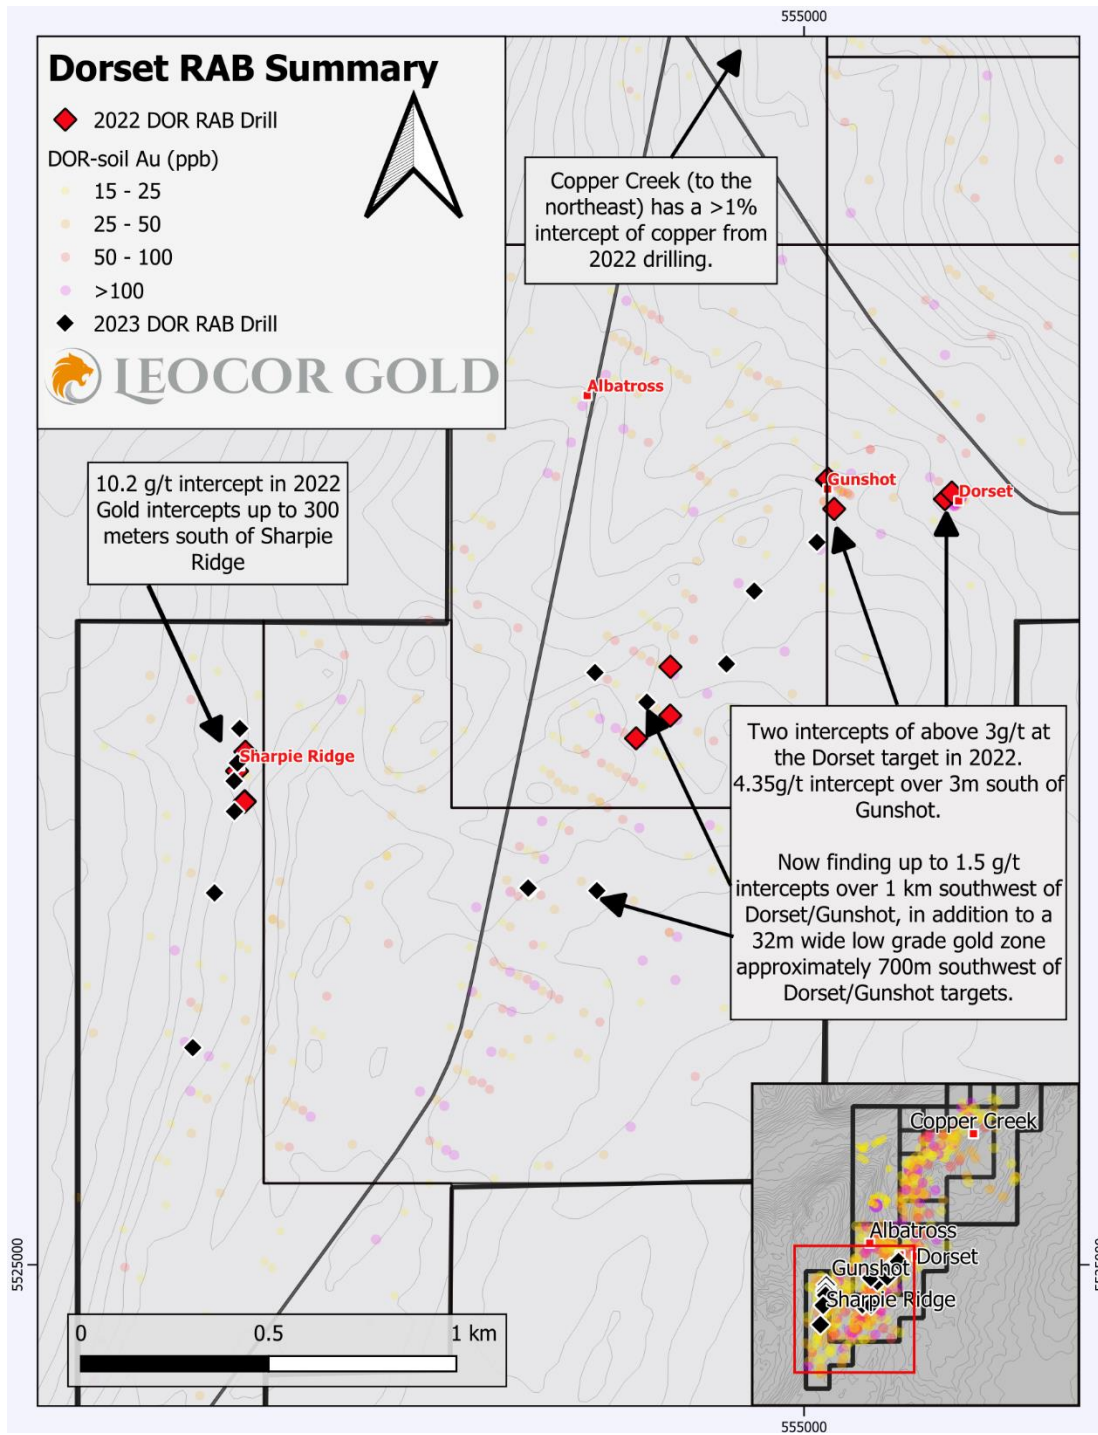 555000
Dorset RAB Summary
2022 DOR RAB Drill
DOR-soil Au (ppb)
15 - 25
25 - 50
50 - 100
>100
2023 DOR RAB Drill
LEOCOR GOLD
Copper Creek (to the
northeast) has a >1%
intercept of copper from
2022 drilling.
Albatross
10.2 g/t intercept in 2022
Gold intercepts up to 300
meters south of Sharpie
Ridge
Gunshot
Dorset
Sharpie Ridge
Two intercepts of above 3g/t at
the Dorset target in 2022.
4.35g/t intercept over 3m south of
Gunshot.
Now finding up to 1.5 g/t
intercepts over 1 km southwest of
Dorset/Gunshot, in addition to a
32m wide low grade gold zone
approximately 700m southwest of
Dorset/Gunshot targets.
Copper Creek
Albatross
Dorset
Gunshot
Sharpie Ridge
5525000
0 0.5 1 km
555000